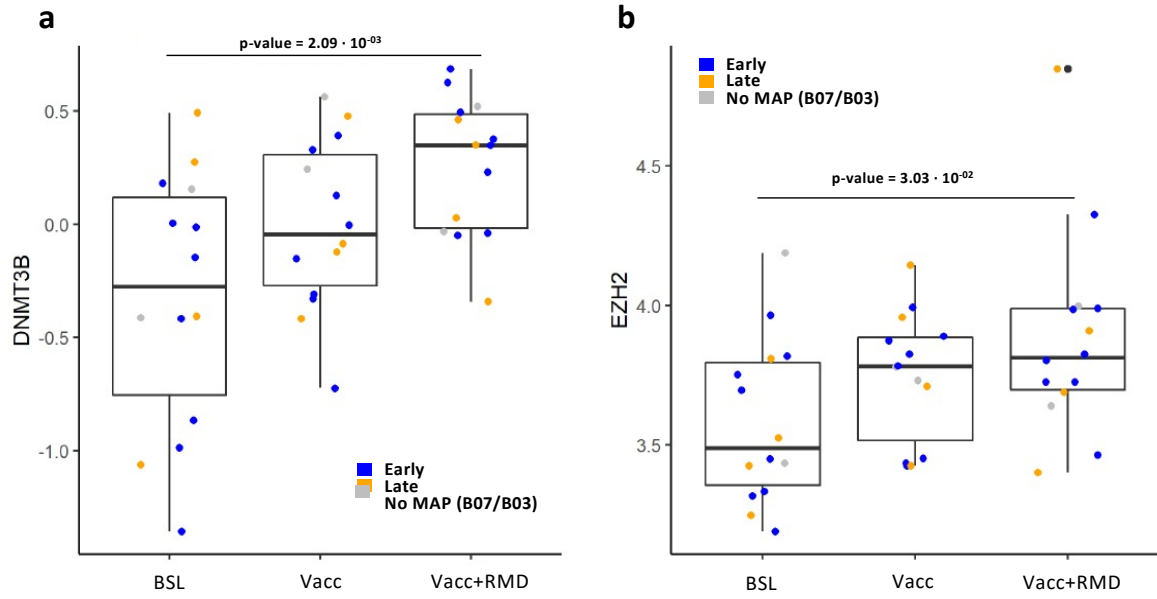 a
p-value = 2.09 · 10⁻⁰³
DNMT3B
0.5
0.0
-0.5
-1.0
Early
Late
No MAP (B07/B03)
BSL
Vacc
Vacc+RMD
b
Early
Late
No MAP (B07/B03)
p-value = 3.03 · 10⁻⁰²
EZH2
4.5
4.0
3.5
BSL
Vacc
Vacc+RMD